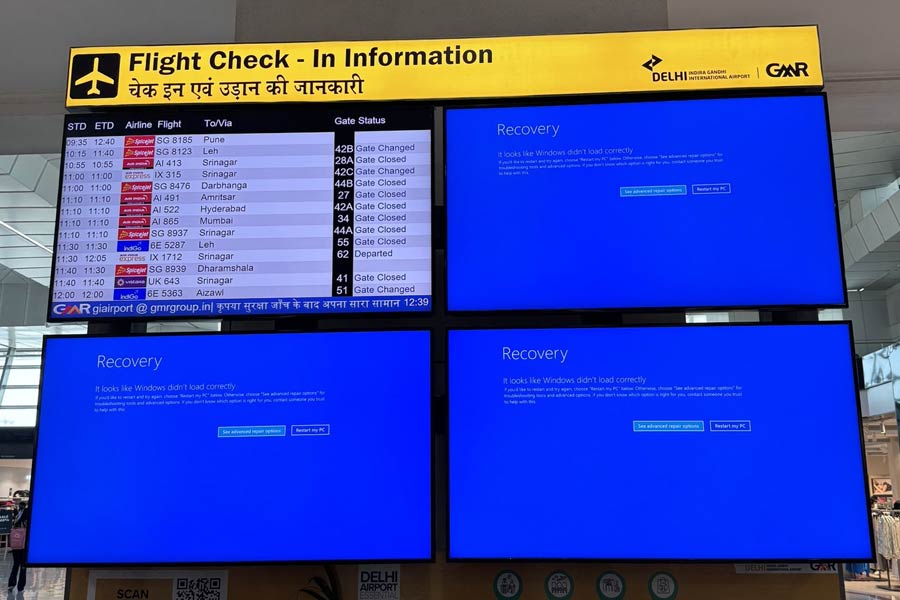 Flight Check - In Information
चेक इन एवं उड़ान की जानकारी
DELHI INDIRA GANDHI INTERNATIONAL AIRPORT GMR
STD ETD Airline Flight To/Via Gate Status
09:35 12:40 SpiceJet SG 8185 Pune
10:15 11:40 SpiceJet SG 8123 Leh 42B Gate Changed
10:55 10:55 AIR INDIA AI 413 Srinagar 28A Gate Closed
11:00 11:00 express IX 315 Srinagar 42C Gate Changed
11:00 11:00 SpiceJet SG 8476 Darbhanga 44B Gate Closed
11:10 11:10 AIR INDIA AI 491 Amritsar 27 Gate Closed
11:10 11:10 AIR INDIA AI 522 Hyderabad 42A Gate Closed
11:10 11:10 AIR INDIA AI 865 Mumbai 34 Gate Closed
11:10 11:10 SpiceJet SG 8937 Srinagar 44A Gate Closed
11:30 11:30 IndiGo 6E 5287 Leh 55 Gate Closed
11:30 12:05 express IX 1712 Srinagar 62 Departed
11:40 11:30 SpiceJet SG 8939 Dharamshala
11:40 11:40 vistara UK 643 Srinagar 41 Gate Closed
12:00 12:00 IndiGo 6E 5363 Aizawl 51 Gate Changed
GMR giairport @ gmrgroup.in| कृपया सुरक्षा जाँच के बाद अपना सारा सामान 12:39
Recovery
It looks like Windows didn't load correctly
If you'd like to restart and try again, choose "Restart my PC" below. Otherwise, choose "See advanced repair options" for
troubleshooting tools and advanced options. If you don't know which option is right for you, contact someone you trust
to help with this.
See advanced repair options Restart my PC
Recovery
It looks like Windows didn't load correctly
If you'd like to restart and try again, choose "Restart my PC" below. Otherwise, choose "See advanced repair options" for
troubleshooting tools and advanced options. If you don't know which option is right for you, contact someone you trust
to help with this.
See advanced repair options Restart my PC
Recovery
It looks like Windows didn't load correctly
If you'd like to restart and try again, choose "Restart my PC" below. Otherwise, choose "See advanced repair options" for
troubleshooting tools and advanced options. If you don't know which option is right for you, contact someone you trust
to help with this.
See advanced repair options Restart my PC
SCAN
DELHI
AIRPORT
ESSENTIAL
GMR